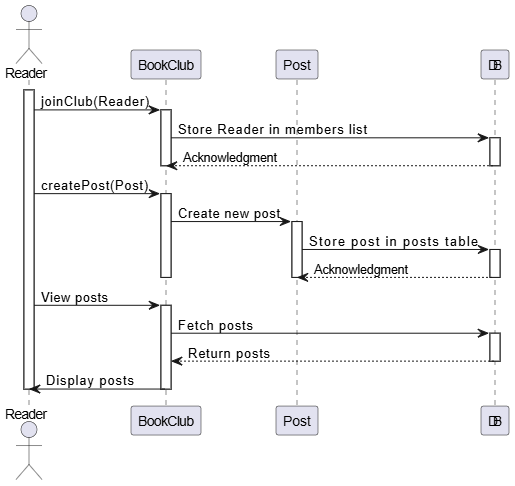 Reader
BookClub
Post
DB
joinClub(Reader)
Store Reader in members list
Acknowledgment
createPost(Post)
Create new post
Store post in posts table
Acknowledgment
View posts
Fetch posts
Return posts
Display posts
Reader
BookClub
Post
DB